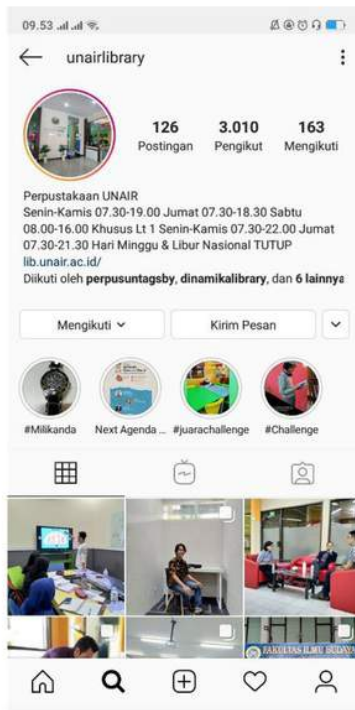 09.53
unairlibrary
126 3.010 163
Postingan Pengikut Mengikuti
Perpustakaan UNAIR
Senin-Kamis 07.30-19.00 Jumat 07.30-18.30 Sabtu
08.00-16.00 Khusus Lt 1 Senin-Kamis 07.30-22.00 Jumat
07.30-21.30 Hari Minggu & Libur Nasional TUTUP
lib.unair.ac.id/
Diikuti oleh perpusuntagsby, dinamikalibrary, dan 6 lainnya
Mengikuti Kirim Pesan
#Milikanda Next Agenda ... #juarachallenge #Challenge
FAKULTAS ILMU BUDAYA